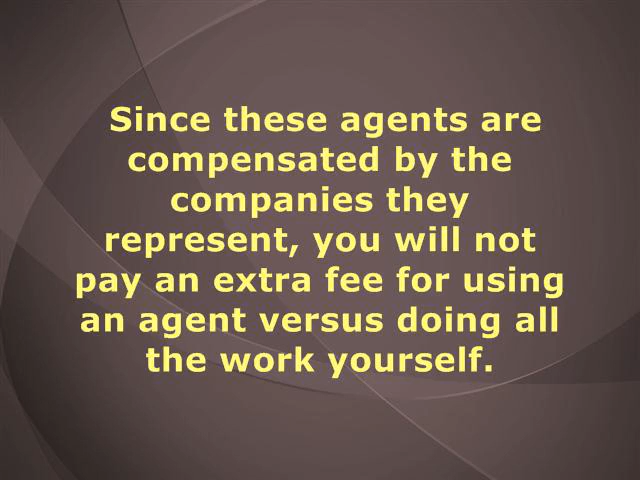 Since these agents are
compensated by the
companies they
represent, you will not
pay an extra fee for using
an agent versus doing all
the work yourself.